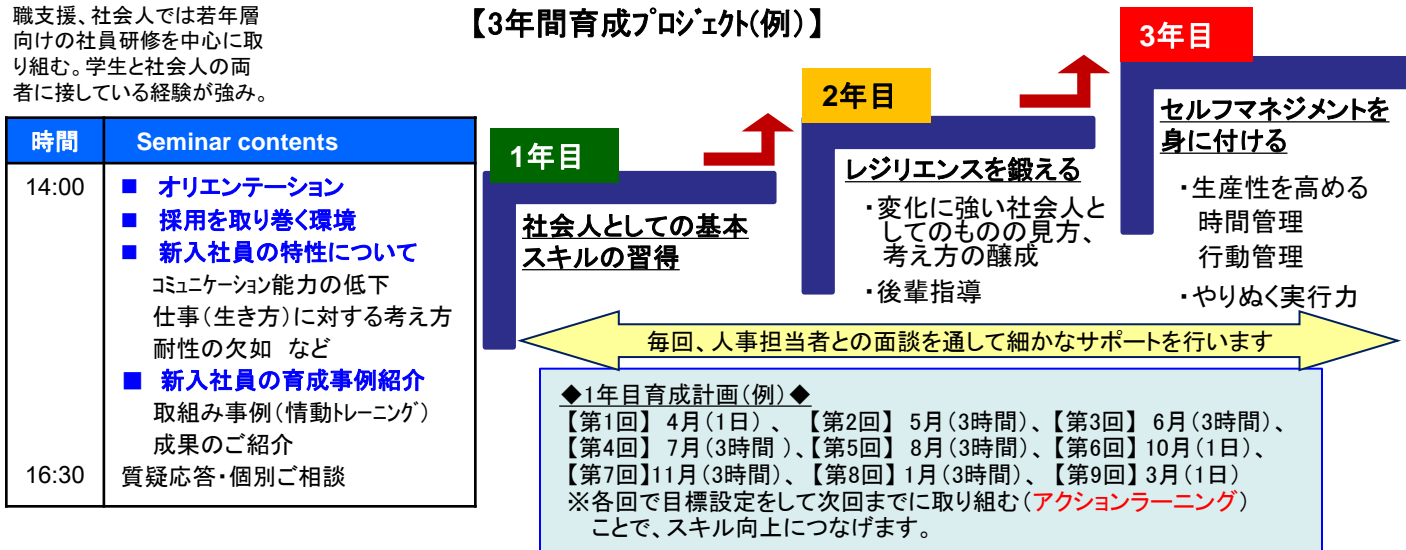 職支援、社会人では若年層
向けの社員研修を中心に取
り組む。学生と社会人の両
者に接している経験が強み。
【3年間育成ﾌﾟﾛｼﾞｪｸﾄ(例)】
時間 Seminar contents
14:00 ■ オリエンテーション
■ 採用を取り巻く環境
■ 新入社員の特性について
ｺﾐｭﾆｹｰｼｮﾝ能力の低下
仕事(生き方)に対する考え方
耐性の欠如 など
■ 新入社員の育成事例紹介
取組み事例(情動ﾄﾚｰﾆﾝｸﾞ)
成果のご紹介
16:30 質疑応答・個別ご相談
1年目
社会人としての基本
スキルの習得
2年目
レジリエンスを鍛える
・変化に強い社会人と
してのものの見方、
考え方の醸成
・後輩指導
3年目
セルフマネジメントを
身に付ける
・生産性を高める
時間管理
行動管理
・やりぬく実行力
毎回、人事担当者との面談を通して細かなサポートを行います
◆1年目育成計画(例)◆
【第1回】 4月(1日) 、 【第2回】 5月(3時間)、【第3回】 6月(3時間)、
【第4回】 7月(3時間 )、【第5回】 8月(3時間)、【第6回】 10月(1日)、
【第7回】11月(3時間)、【第8回】 1月(3時間)、【第9回】 3月(1日)
※各回で目標設定をして次回までに取り組む(アクションラーニング)
ことで、スキル向上につなげます。